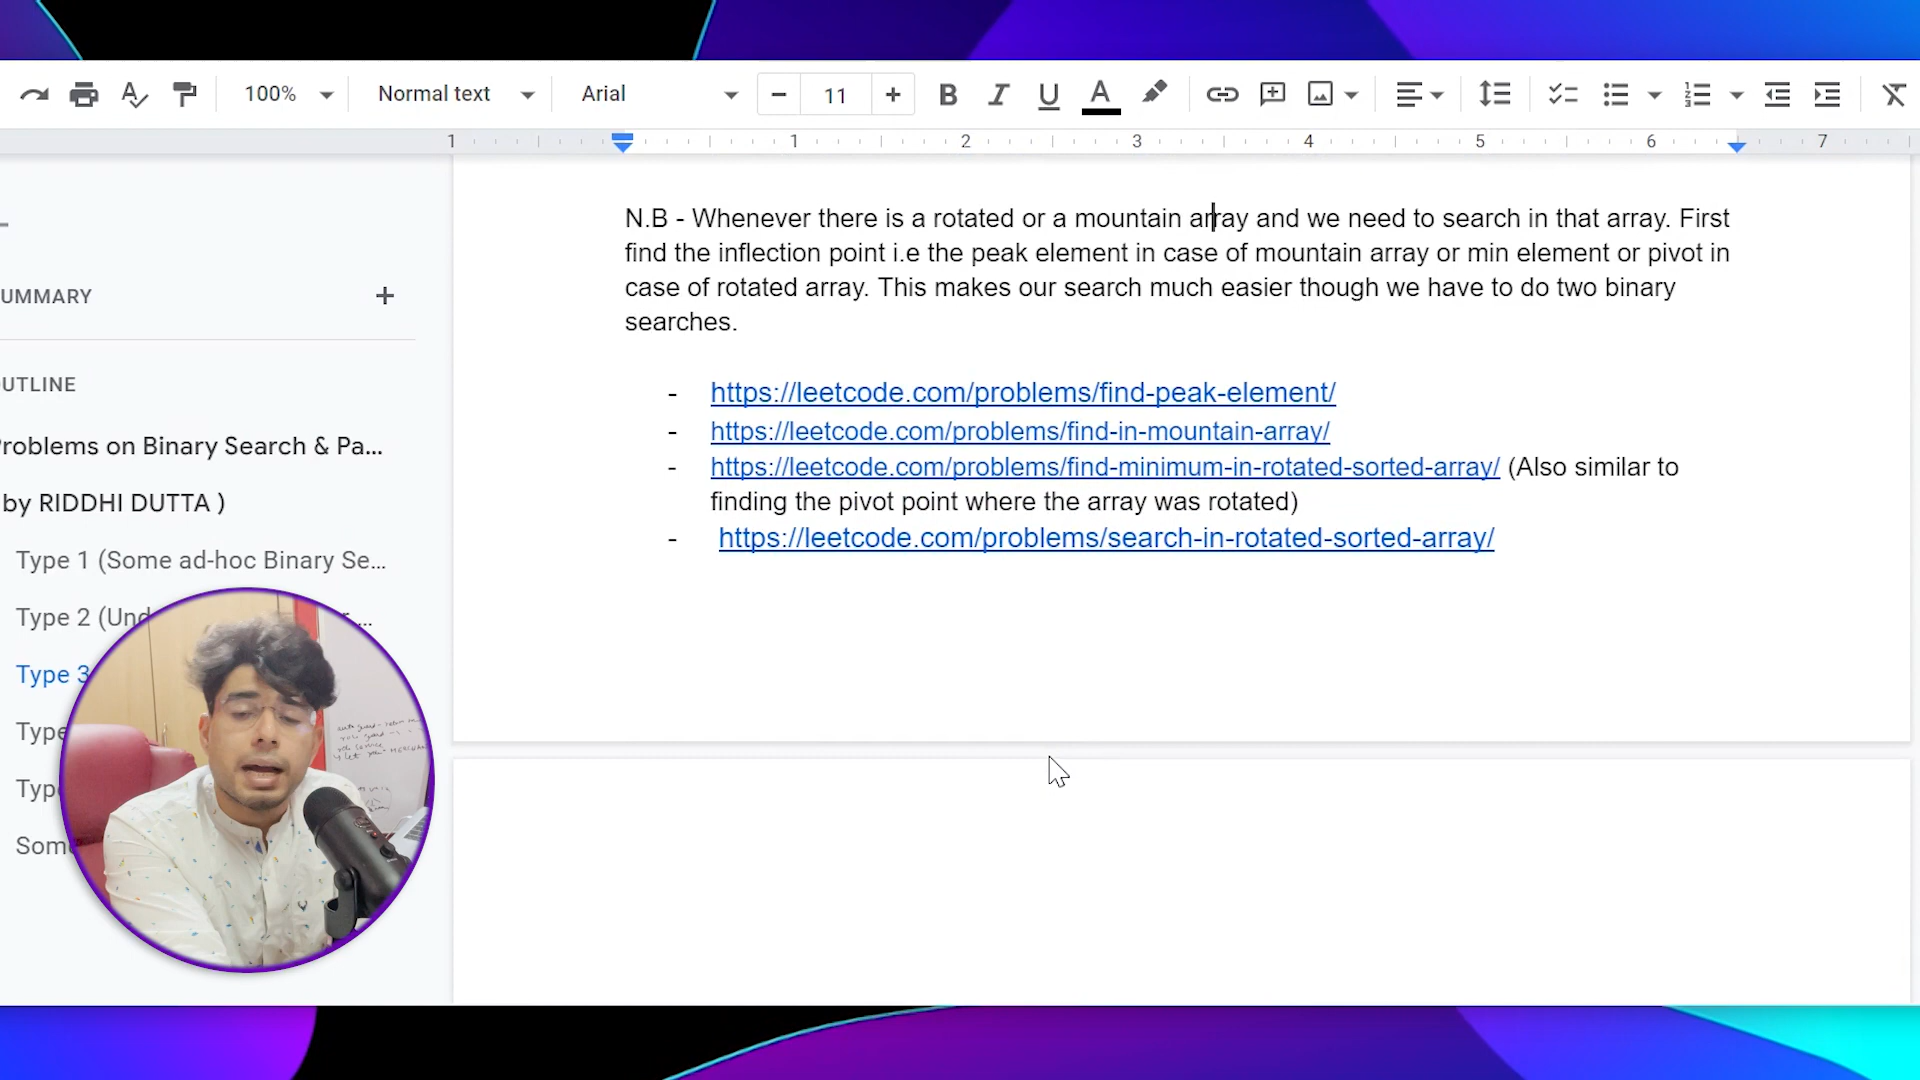 100%
Normal text
Arial
11
1 1 2 3 4 5 6 7
UMMARY
UTLINE
roblems on Binary Search & Pa...
by RIDDHI DUTTA )
Type 1 (Some ad-hoc Binary Se...
Type 2 (Und
Type 3
Type
Typ
Som
N.B - Whenever there is a rotated or a mountain array and we need to search in that array. First
find the inflection point i.e the peak element in case of mountain array or min element or pivot in
case of rotated array. This makes our search much easier though we have to do two binary
searches.
- https://leetcode.com/problems/find-peak-element/
- https://leetcode.com/problems/find-in-mountain-array/
- https://leetcode.com/problems/find-minimum-in-rotated-sorted-array/ (Also similar to
finding the pivot point where the array was rotated)
- https://leetcode.com/problems/search-in-rotated-sorted-array/